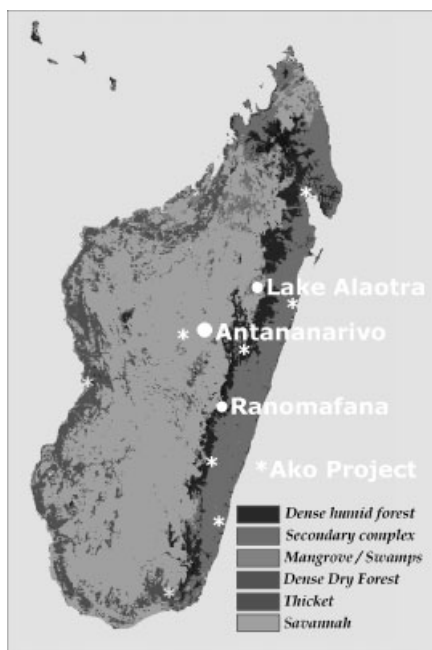 Lake Alaotra
Antananarivo
Ranomafana
*Ako Project
Dense humid forest
Secondary complex
Mangrove / Swamps
Dense Dry Forest
Thicket
Savannah